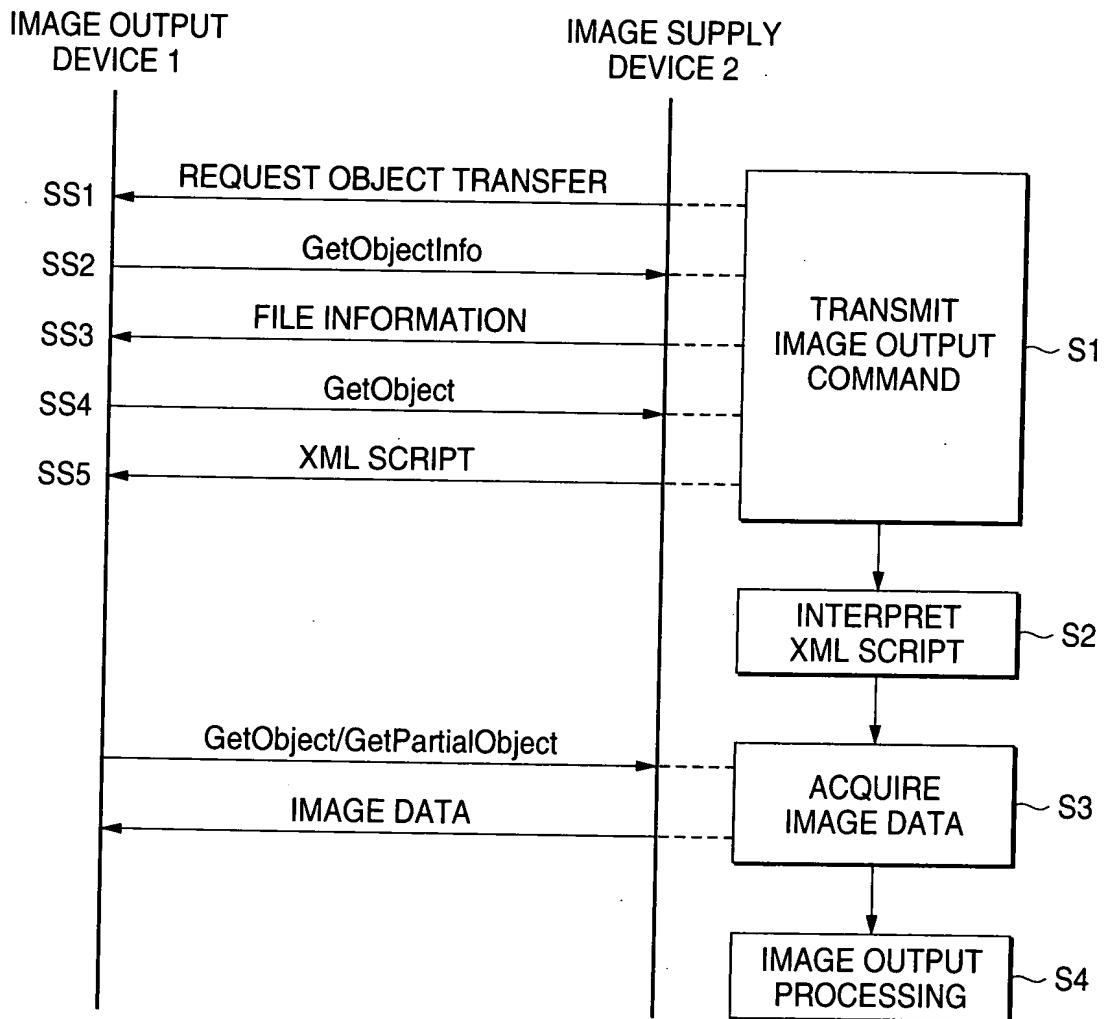 IMAGE OUTPUT
DEVICE 1
IMAGE SUPPLY
DEVICE 2
SS1
REQUEST OBJECT TRANSFER
SS2
GetObjectInfo
SS3
FILE INFORMATION
SS4
GetObject
SS5
XML SCRIPT
TRANSMIT
IMAGE OUTPUT
COMMAND
S1
INTERPRET
XML SCRIPT
S2
GetObject/GetPartialObject
IMAGE DATA
ACQUIRE
IMAGE DATA
S3
IMAGE OUTPUT
PROCESSING
S4